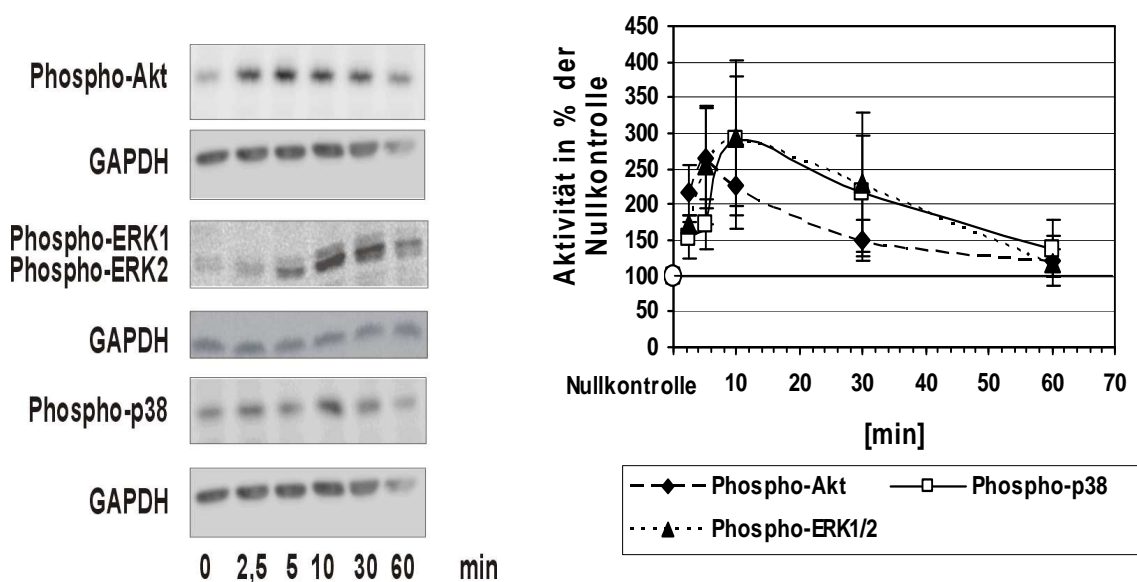 Phospho-Akt
GAPDH
Phospho-ERK1
Phospho-ERK2
GAPDH
Phospho-p38
GAPDH
0 2,5 5 10 30 60 min
Aktivität in % der
Nullkontrolle
450
400
350
300
250
200
150
100
50
0
Nullkontrolle 10 20 30 40 50 60 70
[min]
Phospho-Akt Phospho-p38
Phospho-ERK1/2